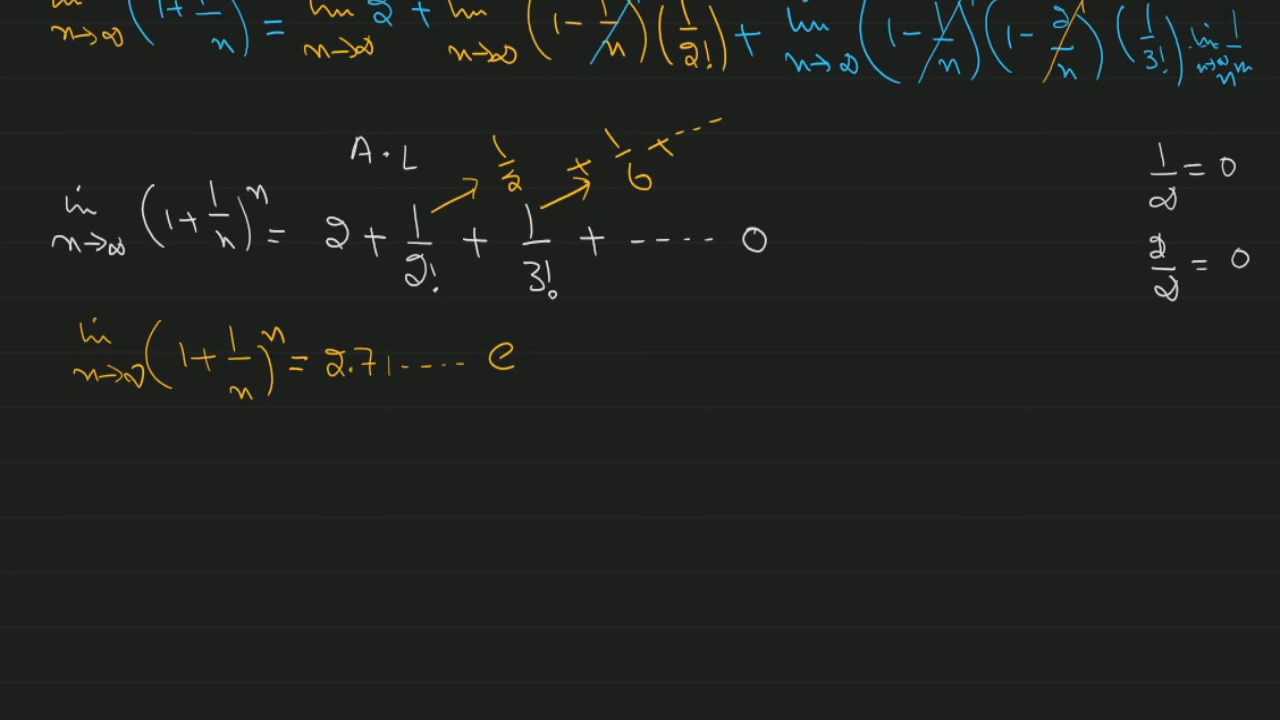 lim n→∞ (1+1/n) = lim n→∞ 2 + lim n→∞ (1-1/n)(1/2!) + lim n→∞ (1-1/n)(1-2/n)(1/3!) ... lim n→∞ 1/n^n
A.L 1/2 + 1/6 + ----
1/∞ = 0
lim n→∞ (1+1/n)^n = 2 + 1/2! + 1/3! + ---- 0
2/∞ = 0
lim n→∞ (1+1/n)^n = 2.71..... e